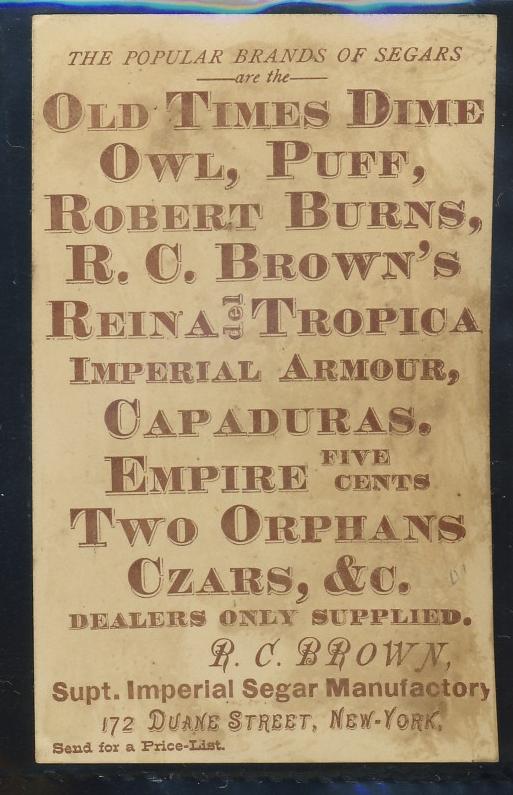 THE POPULAR BRANDS OF SEGARS
are the
OLD TIMES DIME
OWL, PUFF,
ROBERT BURNS,
R. C. BROWN'S
REINA del TROPICA
IMPERIAL ARMOUR,
CAPADURAS.
EMPIRE FIVE CENTS
TWO ORPHANS
CZARS, &C.
DEALERS ONLY SUPPLIED.
R. C. BROWN,
Supt. Imperial Segar Manufactory
172 DUANE STREET, NEW-YORK,
Send for a Price-List.